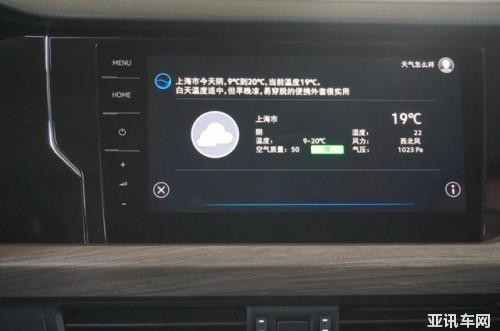 MENU
HOME
天气怎么样
上海市今天阴,9℃到20℃,当前温度19℃。
白天温度适中,但早晚凉,易穿脱的便携外套很实用
上海市
19℃
阴
湿度: 22
温度: 9~20℃
风力: 西北风
空气质量: 50
气压: 1023 Pa
亚讯车网